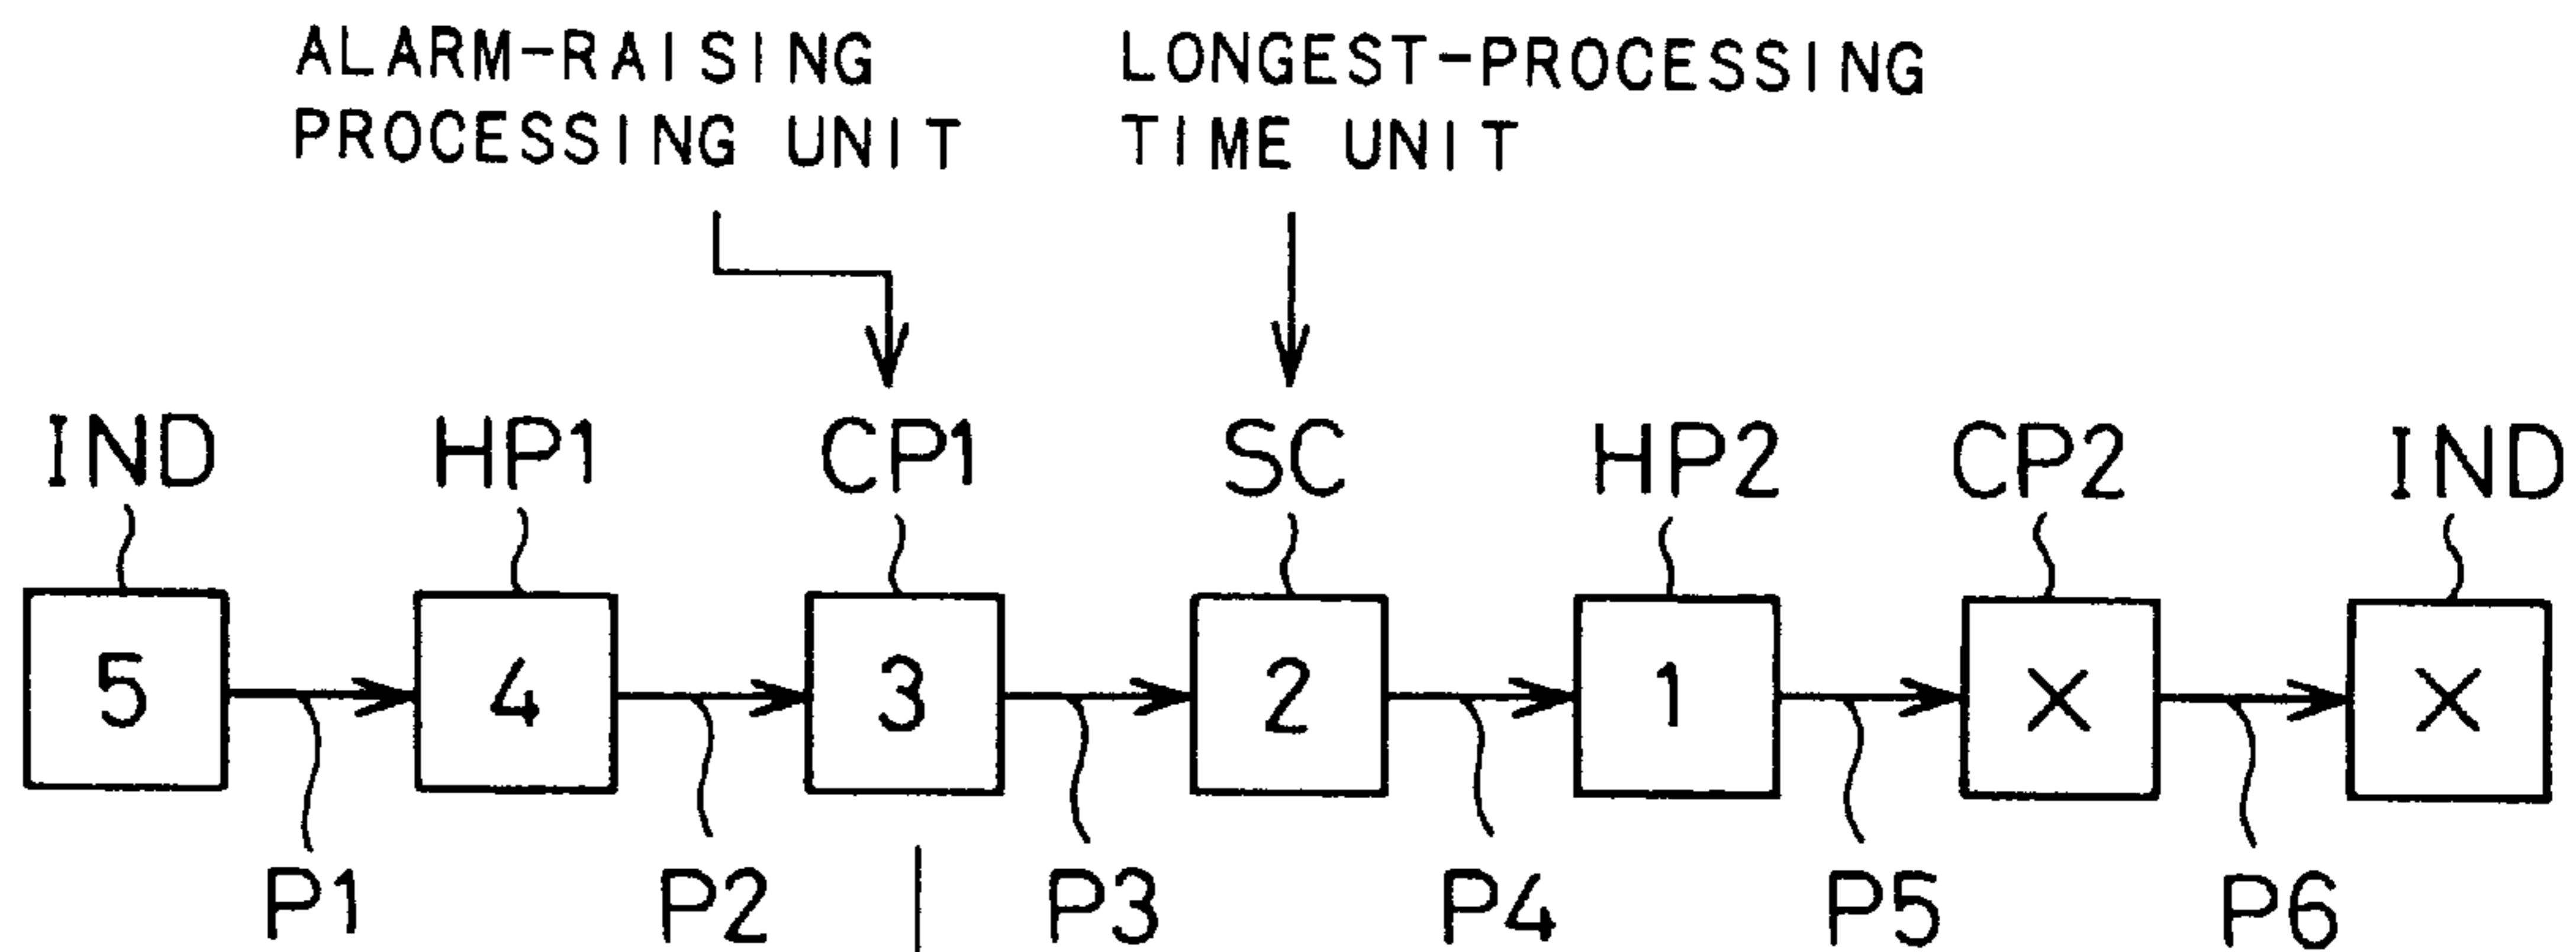 ALARM-RAISING
PROCESSING UNIT
LONGEST-PROCESSING
TIME UNIT
IND HP1 CP1 SC HP2 CP2 IND
5 4 3 2 1 X X
P1 P2 P3 P4 P5 P6